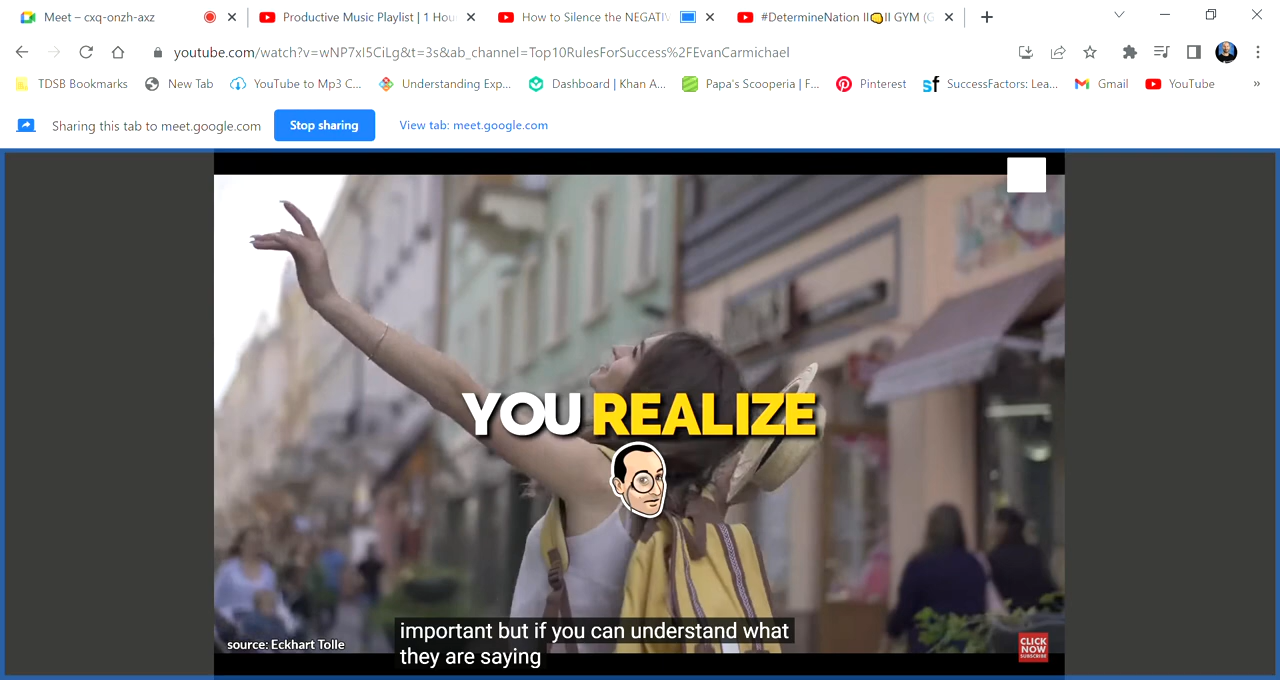 Meet – cxq-onzh-axz
Productive Music Playlist | 1 Hour
How to Silence the NEGATIV
#DetermineNation II👊II GYM (G
youtube.com/watch?v=wNP7xI5CiLg&t=3s&ab_channel=Top10RulesForSuccess%2FEvanCarmichael
TDSB Bookmarks
New Tab
YouTube to Mp3 C...
Understanding Exp...
Dashboard | Khan A...
Papa's Scooperia | F...
Pinterest
sf SuccessFactors: Lea...
Gmail
YouTube
»
Sharing this tab to meet.google.com
Stop sharing
View tab: meet.google.com
YOU REALIZE
important but if you can understand what
they are saying
source: Eckhart Tolle
CLICK
NOW
SUBSCRIBE